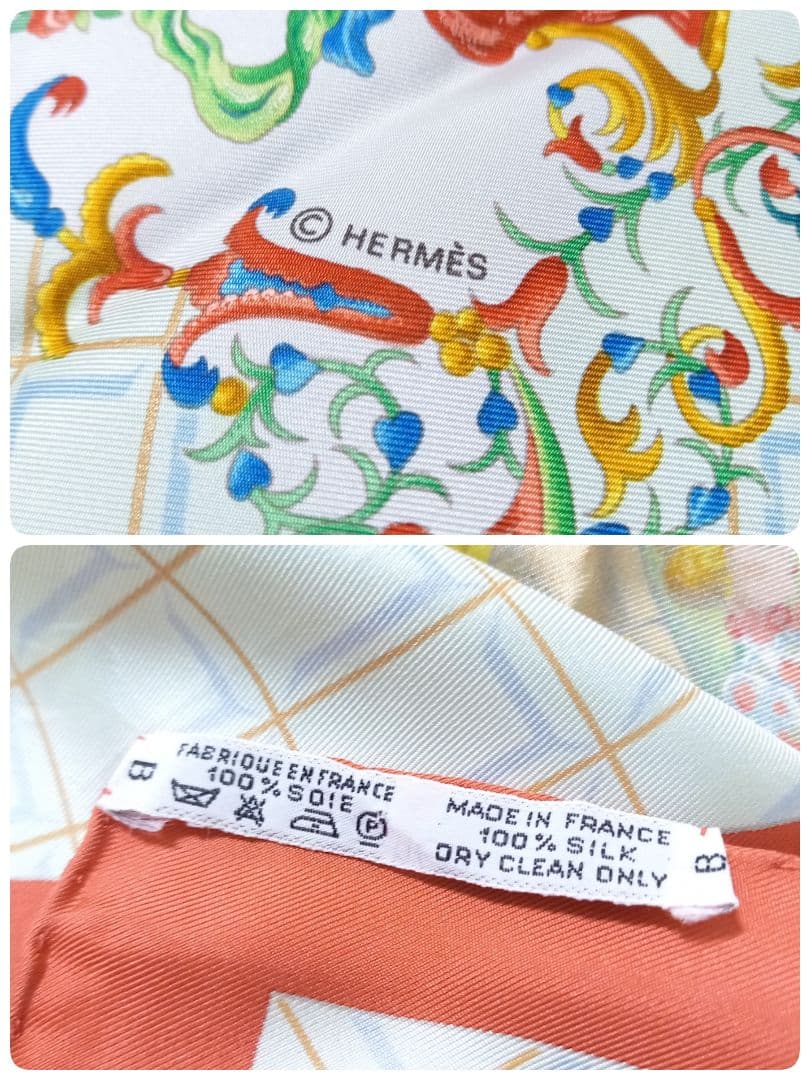 © HERMÈS
B
FABRIQUE EN FRANCE
100% SOIE
P
MADE IN FRANCE
100% SILK
DRY CLEAN ONLY
B